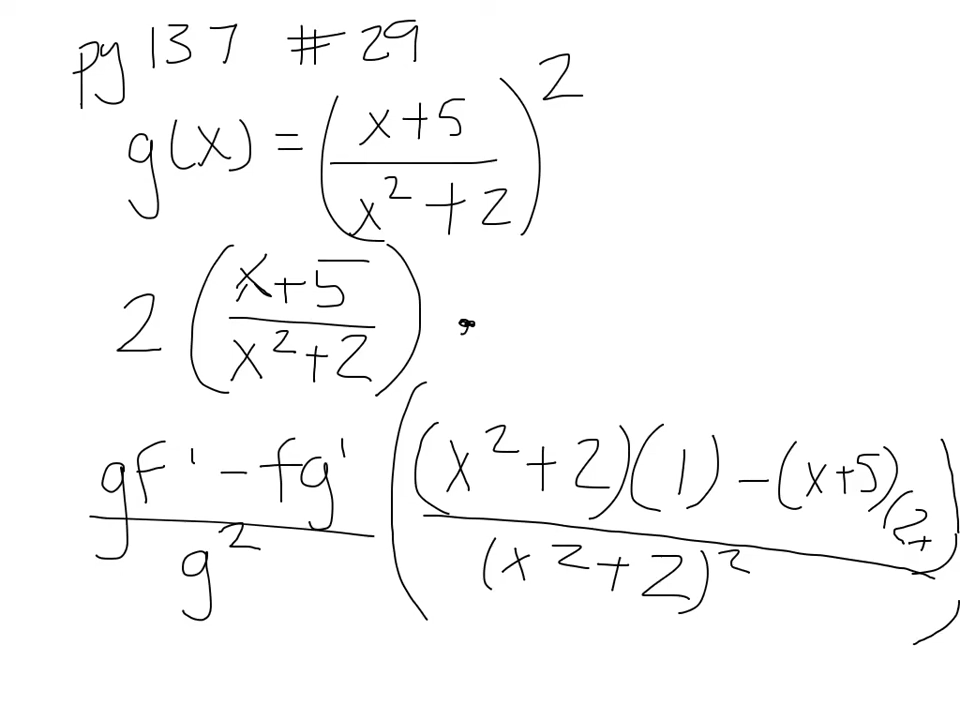 pg 137 #29
g(x) = ((x+5)/(x²+2))²
2 ((x+5)/(x²+2)) ·
(gf' - fg')/g² (((x²+2)(1) - (x+5)(2)/(x²+2)²)